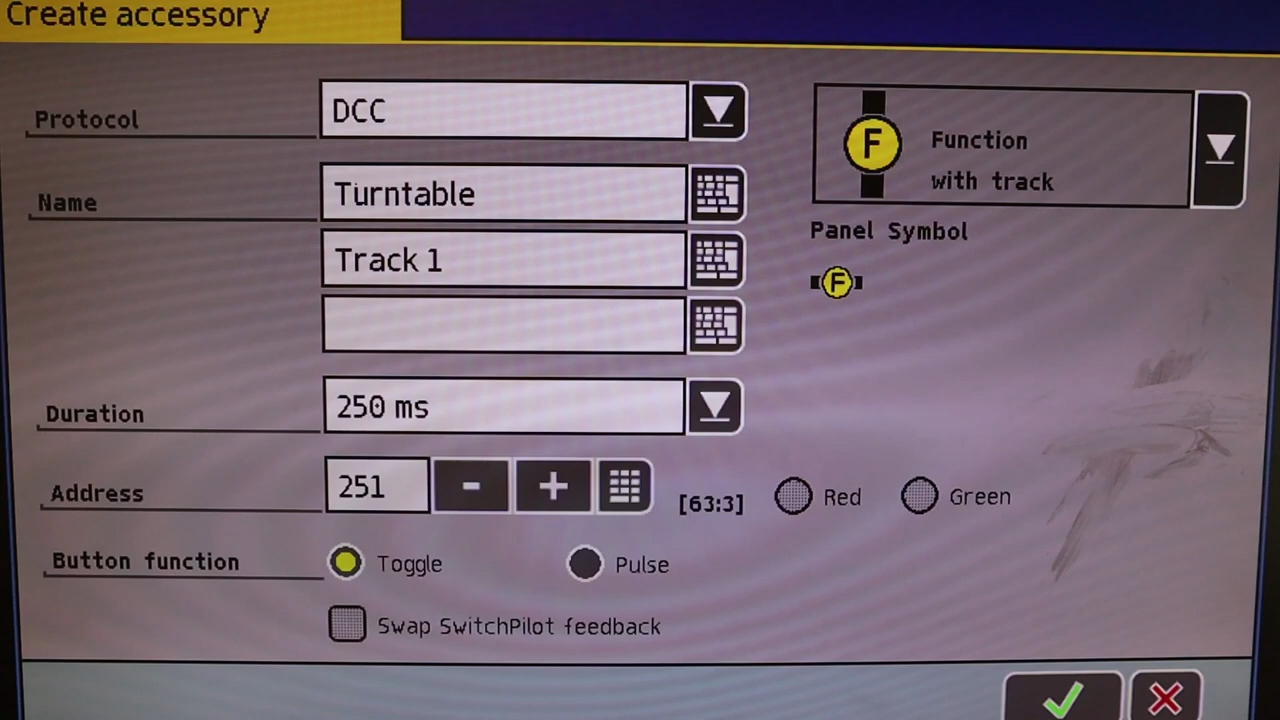 Create accessory
Protocol
DCC
F
Function
with track
Name
Turntable
Track 1
Panel Symbol
F
Duration
250 ms
Address
251
-
+
[63:3]
Red
Green
Button function
Toggle
Pulse
Swap SwitchPilot feedback